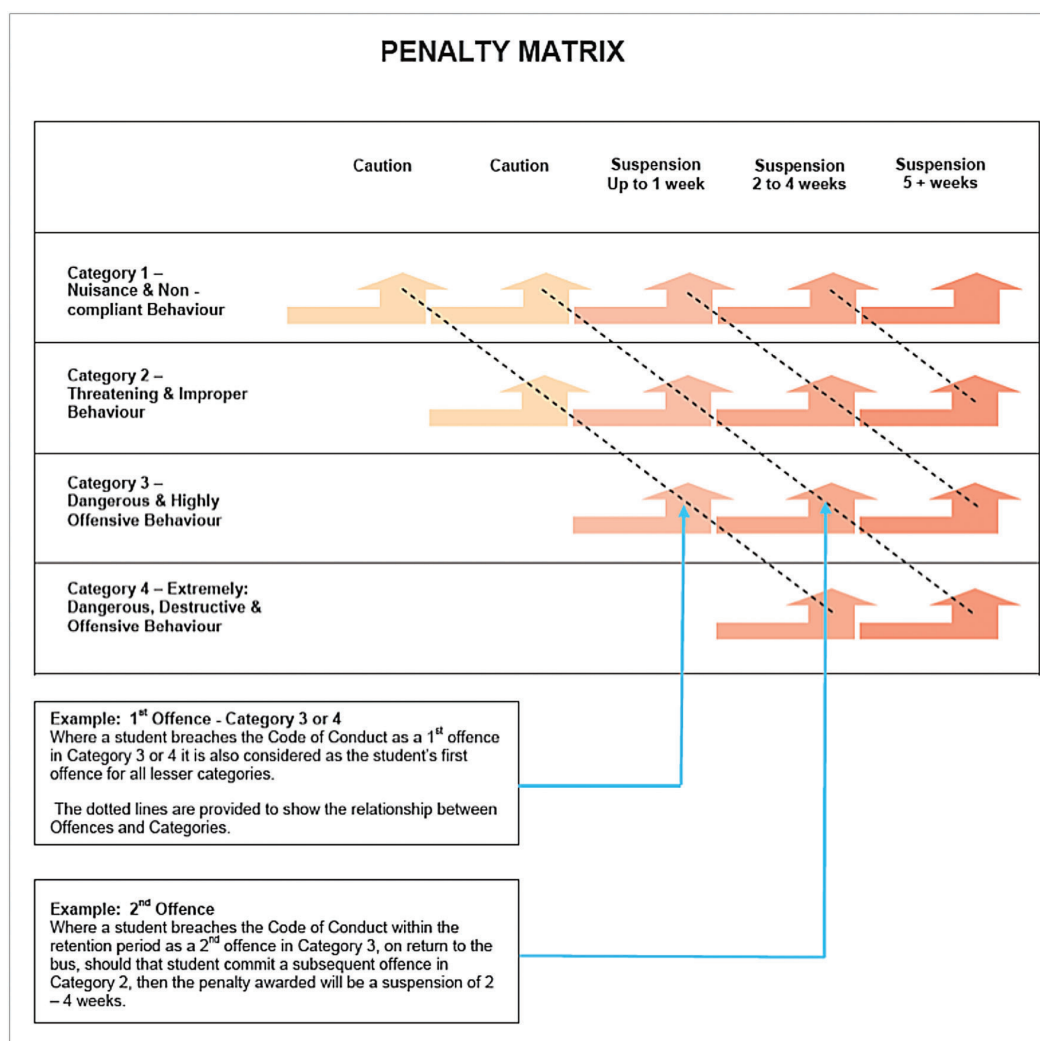 PENALTY MATRIX
Caution
Caution
Suspension
Up to 1 week
Suspension
2 to 4 weeks
Suspension
5 + weeks
Category 1 –
Nuisance & Non -
compliant Behaviour
Category 2 –
Threatening & Improper
Behaviour
Category 3 –
Dangerous & Highly
Offensive Behaviour
Category 4 – Extremely:
Dangerous, Destructive &
Offensive Behaviour
Example: 1st Offence - Category 3 or 4
Where a student breaches the Code of Conduct as a 1st offence
in Category 3 or 4 it is also considered as the student's first
offence for all lesser categories.
The dotted lines are provided to show the relationship between
Offences and Categories.
Example: 2nd Offence
Where a student breaches the Code of Conduct within the
retention period as a 2nd offence in Category 3, on return to the
bus, should that student commit a subsequent offence in
Category 2, then the penalty awarded will be a suspension of 2
– 4 weeks.